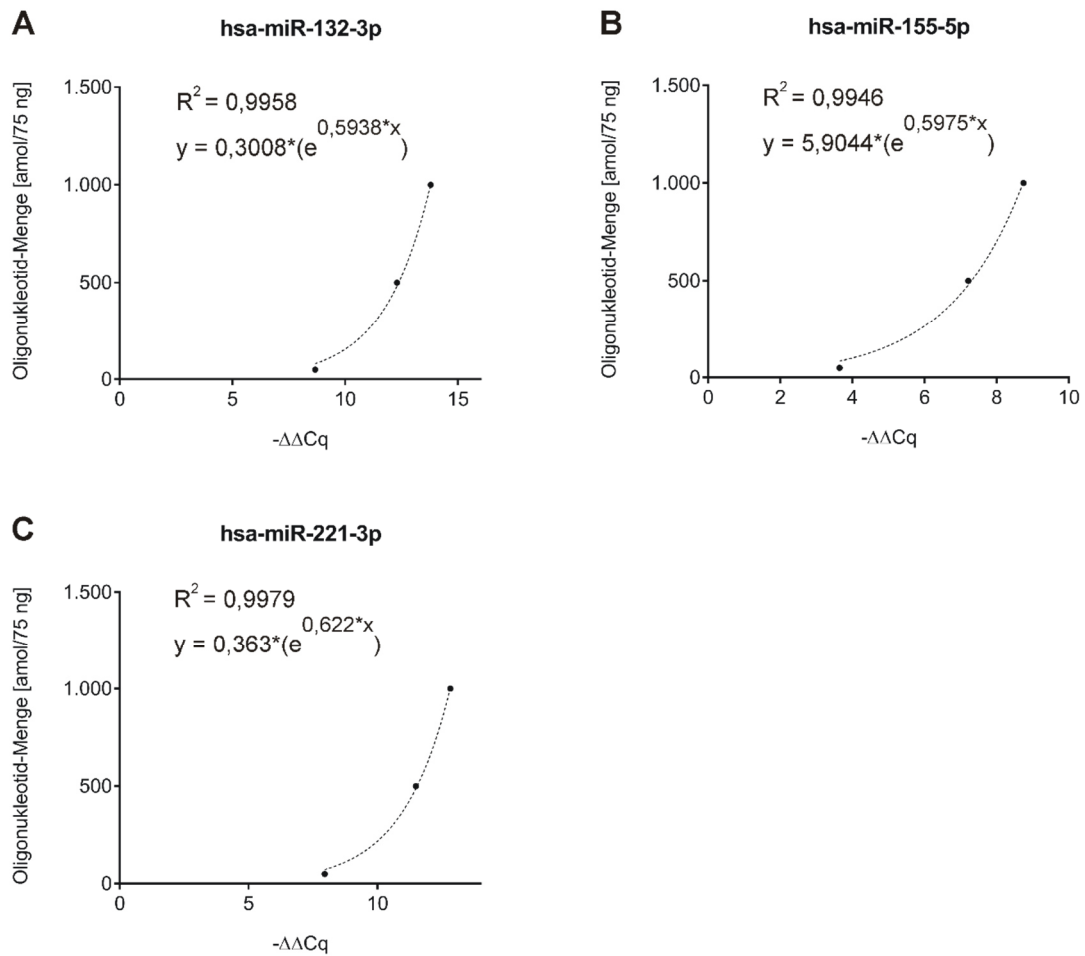 A
hsa-miR-132-3p
Oligonukleotid-Menge [amol/75 ng]
1.500
1.000
500
0
R² = 0,9958
y = 0,3008*(e^0,5938*x)
0 5 10 15
-ΔΔCq
B
hsa-miR-155-5p
Oligonukleotid-Menge [amol/75 ng]
1.500
1.000
500
0
R² = 0,9946
y = 5,9044*(e^0,5975*x)
0 2 4 6 8 10
-ΔΔCq
C
hsa-miR-221-3p
Oligonukleotid-Menge [amol/75 ng]
1.500
1.000
500
0
R² = 0,9979
y = 0,363*(e^0,622*x)
0 5 10
-ΔΔCq